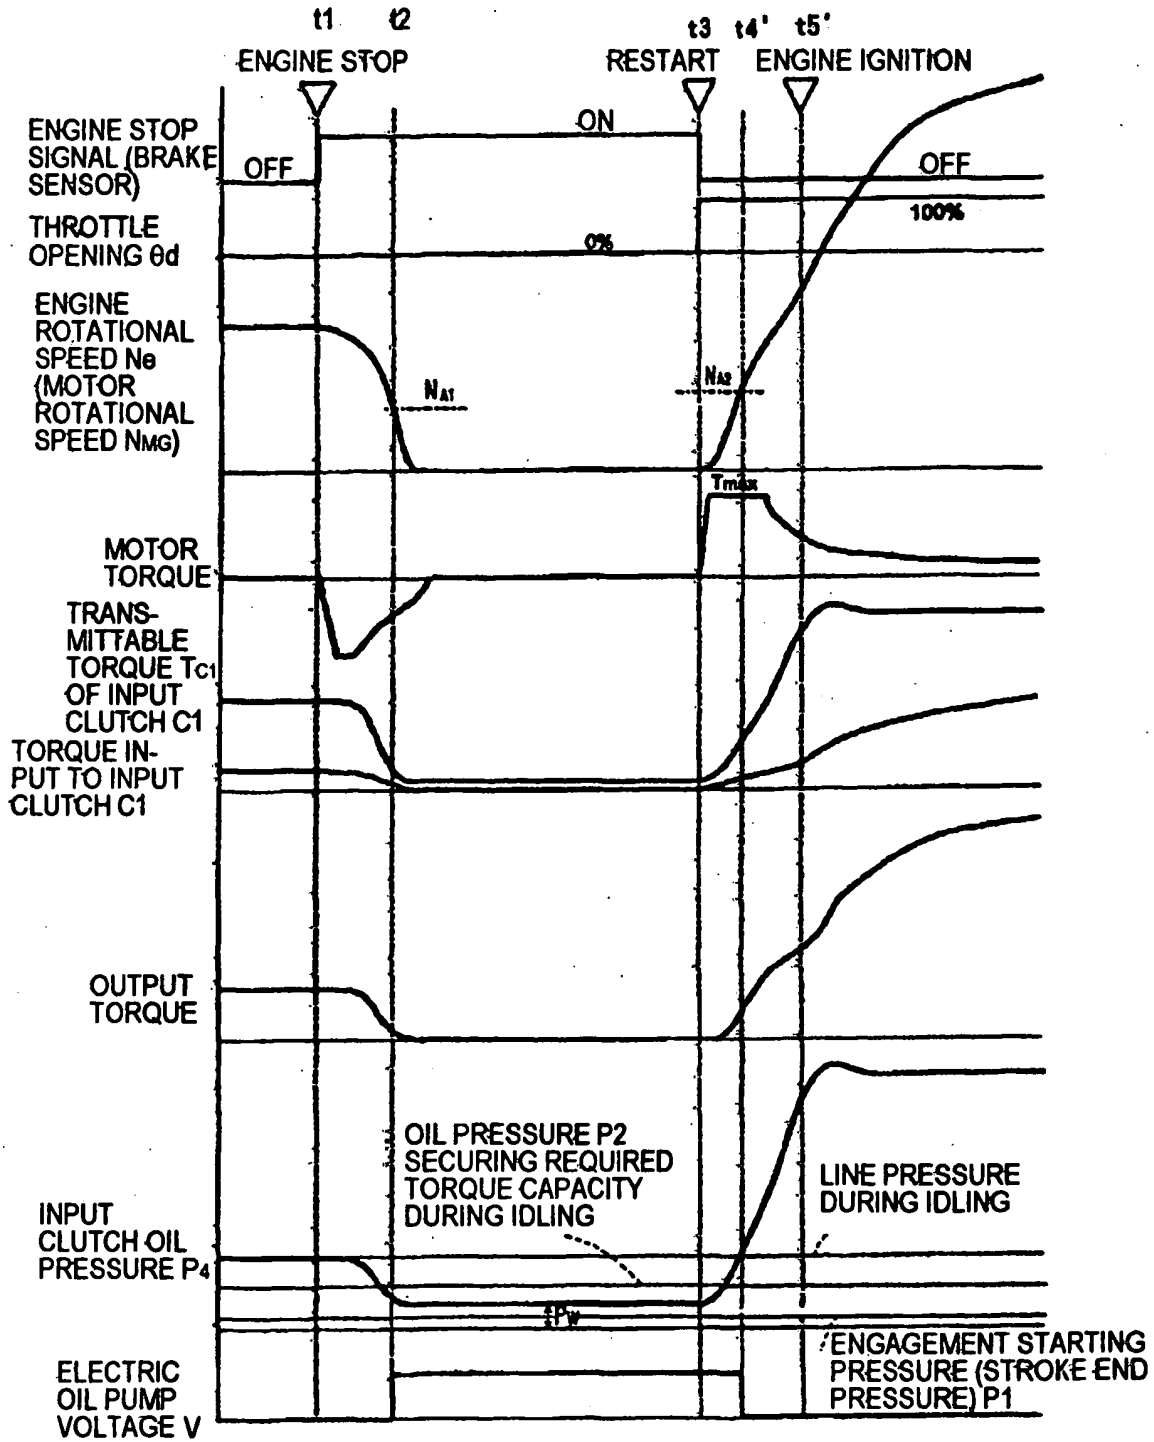 t1 t2 t3 t4' t5'
ENGINE STOP RESTART ENGINE IGNITION
ENGINE STOP
SIGNAL (BRAKE
SENSOR)
OFF
ON
OFF
THROTTLE
OPENING θd
0%
100%
ENGINE
ROTATIONAL
SPEED Ne
(MOTOR
ROTATIONAL
SPEED NMG)
NA1
NA2
Tmax
MOTOR
TORQUE
TRANS-
MITTABLE
TORQUE TC1
OF INPUT
CLUTCH C1
TORQUE IN-
PUT TO INPUT
CLUTCH C1
OUTPUT
TORQUE
OIL PRESSURE P2
SECURING REQUIRED
TORQUE CAPACITY
DURING IDLING
LINE PRESSURE
DURING IDLING
INPUT
CLUTCH OIL
PRESSURE P4
PW
ENGAGEMENT STARTING
PRESSURE (STROKE END
PRESSURE) P1
ELECTRIC
OIL PUMP
VOLTAGE V